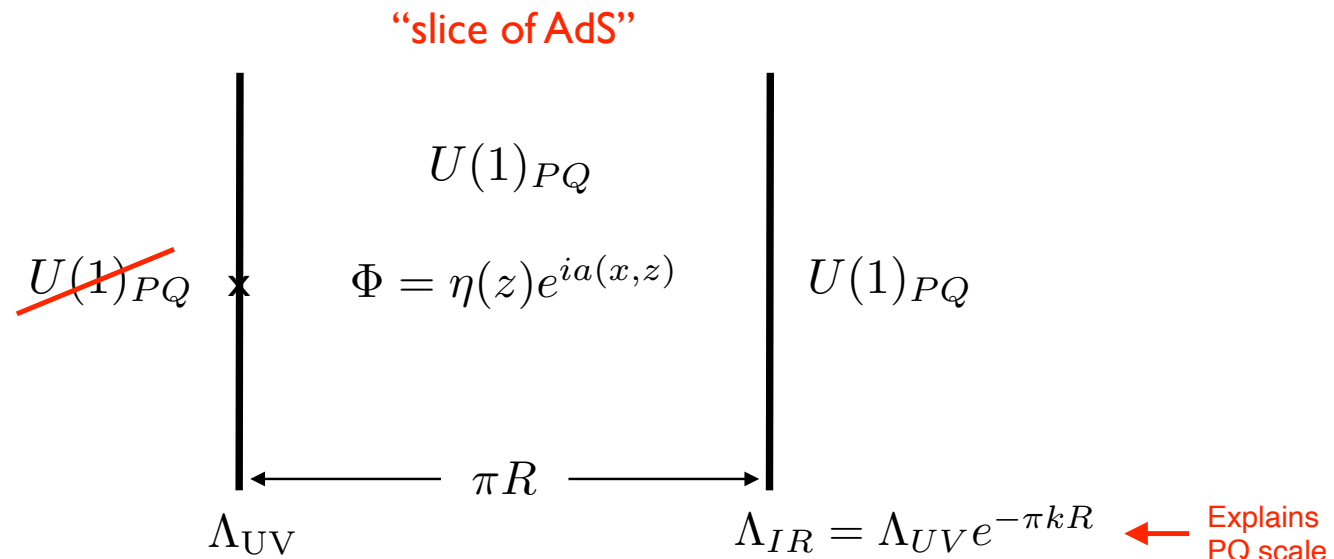 “slice of AdS”
U(1)_{PQ}
U(1)_{PQ} x Φ = η(z)e^{ia(x,z)} U(1)_{PQ}
πR
Λ_{UV} Λ_{IR} = Λ_{UV}e^{−πkR} Explains
PQ scale